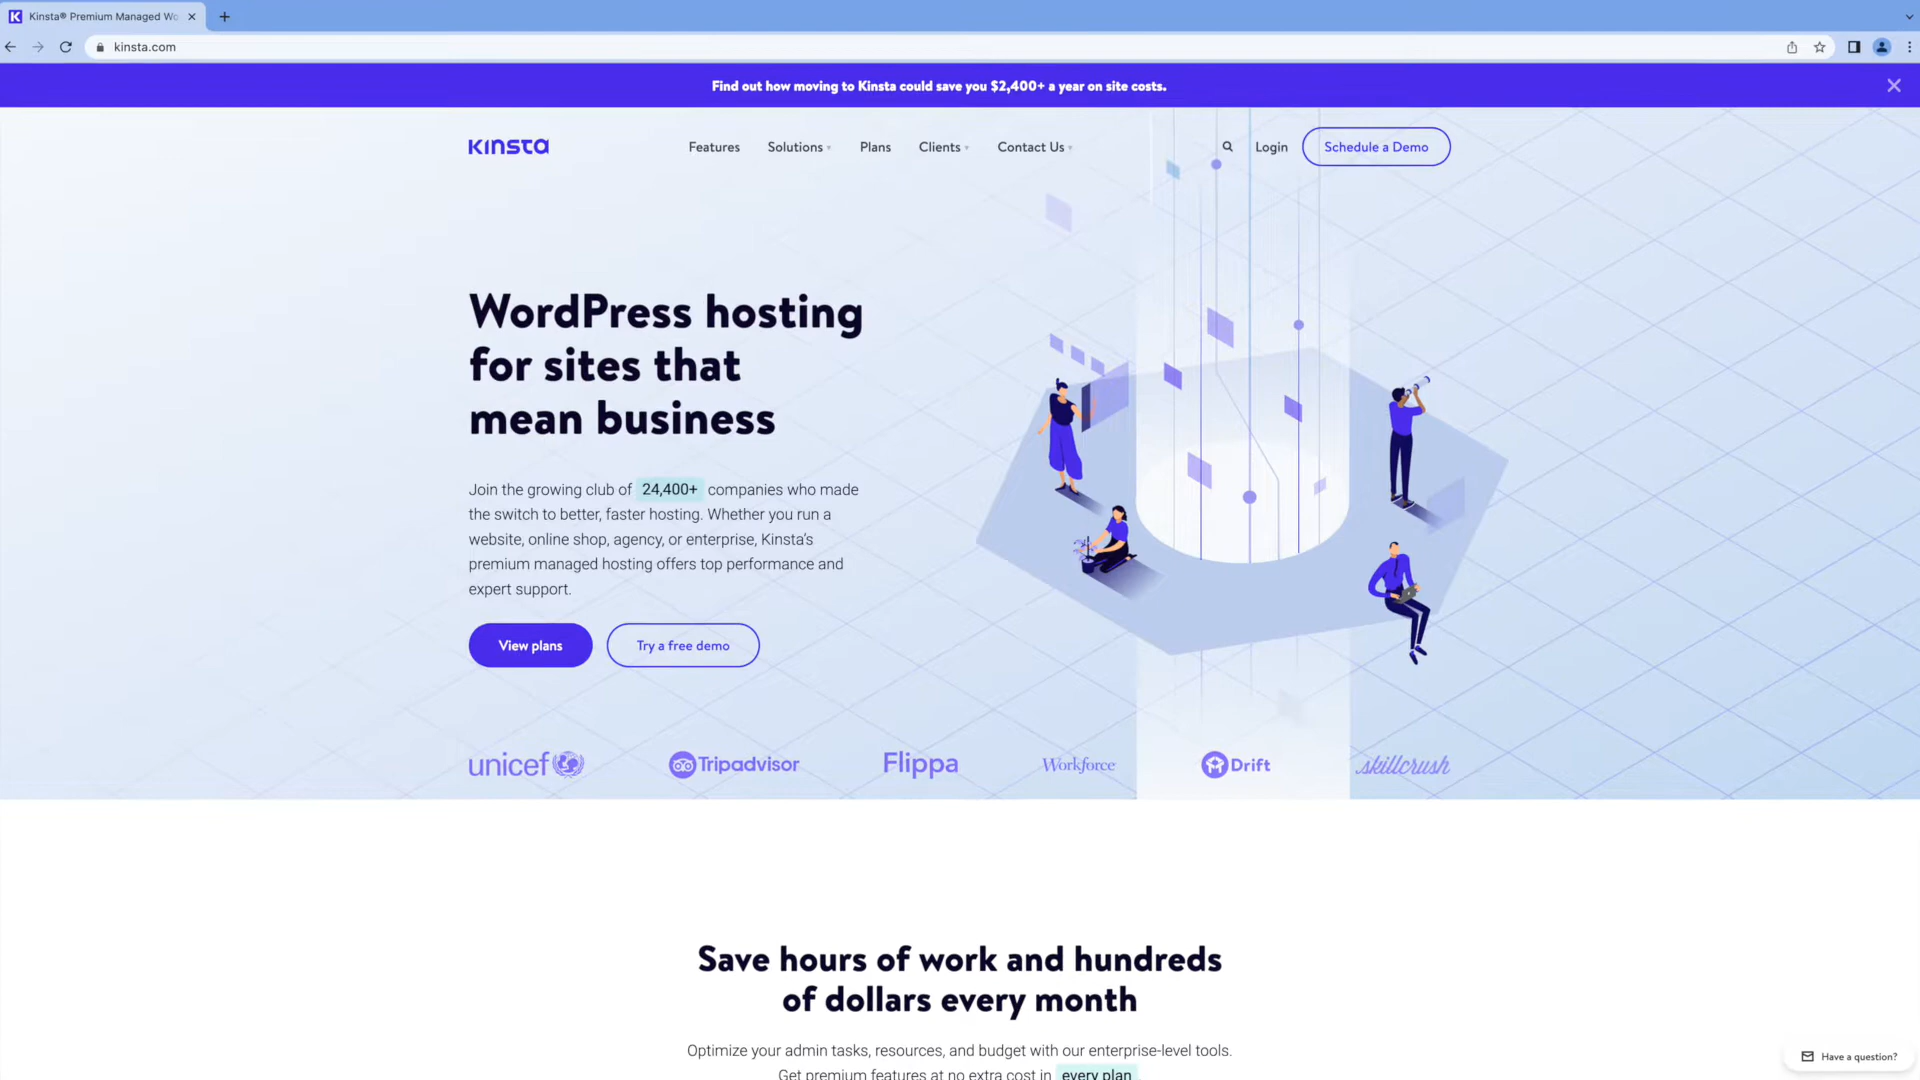 Kinsta® Premium Managed Wo
kinsta.com
Find out how moving to Kinsta could save you $2,400+ a year on site costs.
KINSTA
Features Solutions Plans Clients Contact Us Login Schedule a Demo
WordPress hosting
for sites that
mean business
Join the growing club of 24,400+ companies who made
the switch to better, faster hosting. Whether you run a
website, online shop, agency, or enterprise, Kinsta’s
premium managed hosting offers top performance and
expert support.
View plans Try a free demo
unicef Tripadvisor Flippa Workforce Drift skillcrush
Save hours of work and hundreds
of dollars every month
Optimize your admin tasks, resources, and budget with our enterprise-level tools.
Get premium features at no extra cost in every plan
Have a question?